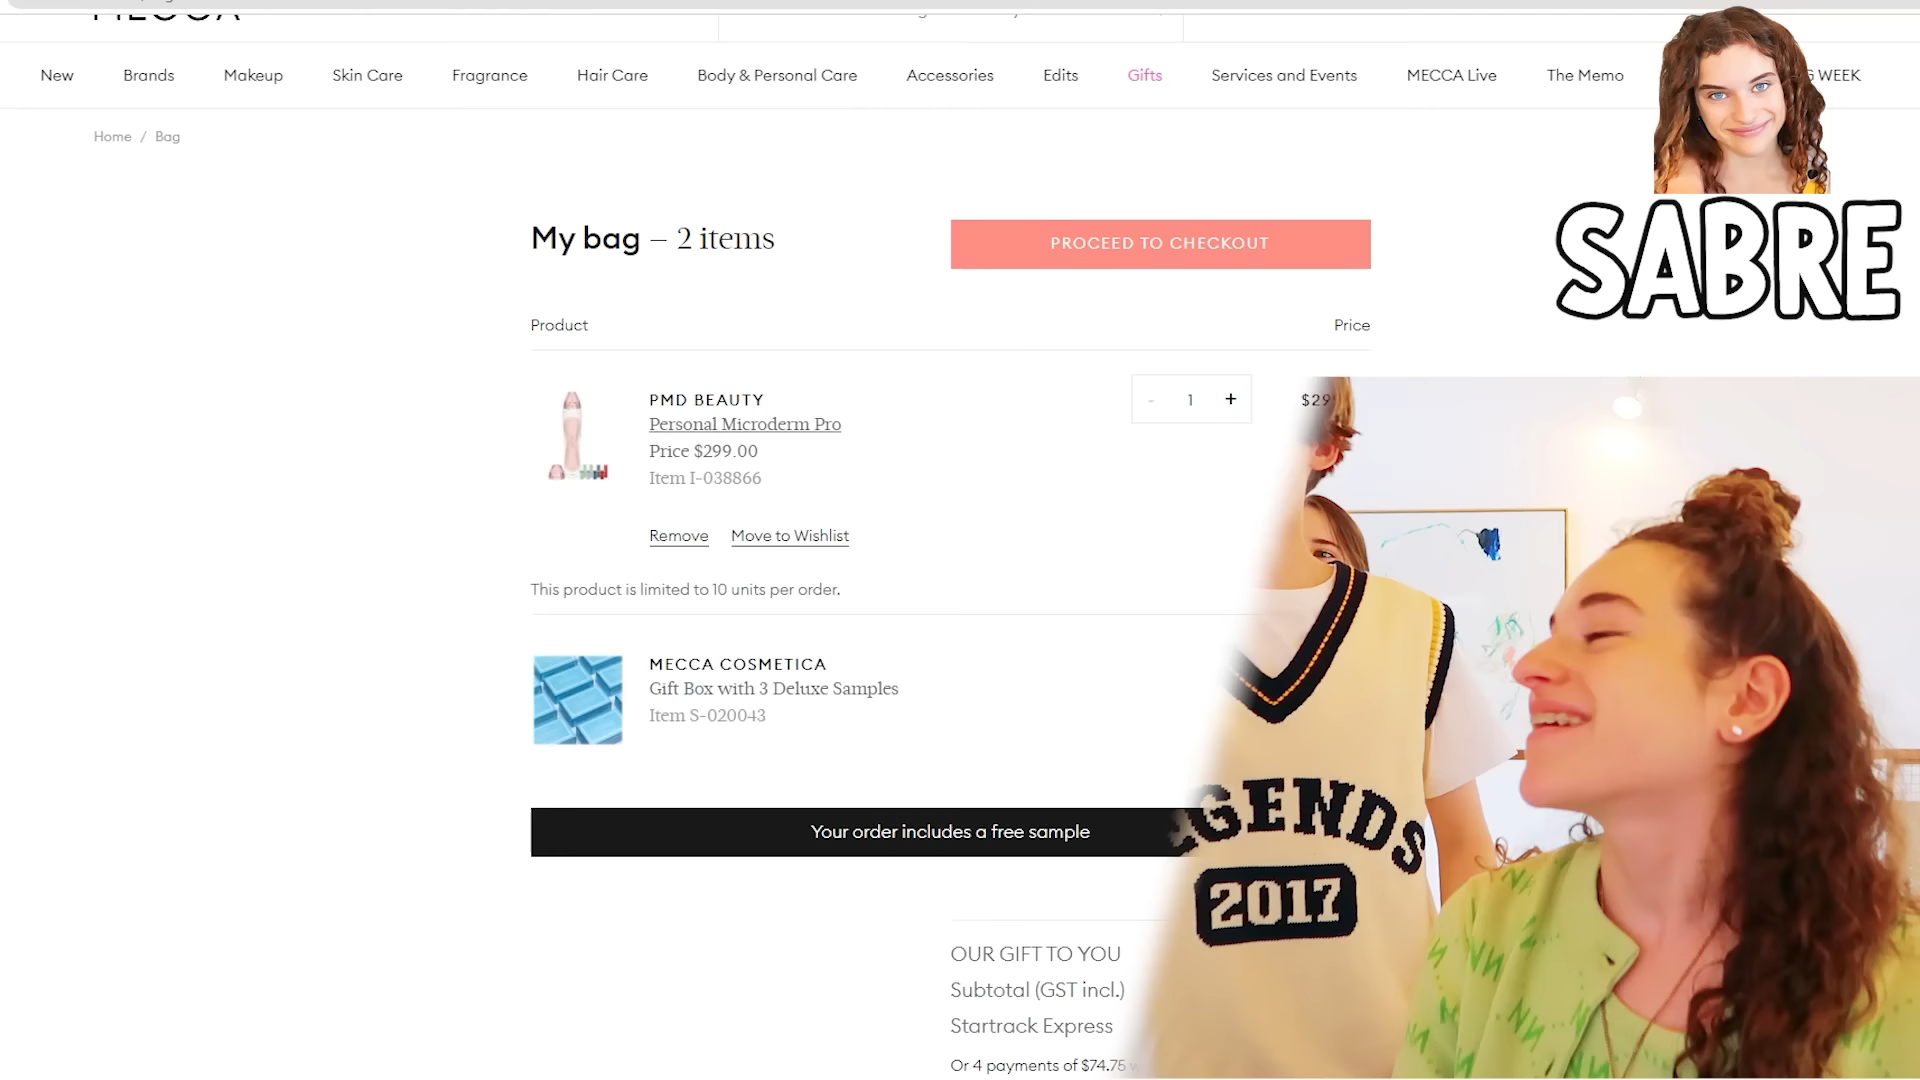 New Brands Makeup Skin Care Fragrance Hair Care Body & Personal Care Accessories Edits Gifts Services and Events MECCA Live The Memo WEEK
Home / Bag
My bag – 2 items
PROCEED TO CHECKOUT
SABRE
Product Price
PMD BEAUTY - 1 + $29
Personal Microderm Pro
Price $299.00
Item I-038866
Remove Move to Wishlist
This product is limited to 10 units per order.
MECCA COSMETICA
Gift Box with 3 Deluxe Samples
Item S-020043
Your order includes a free sample
GENDS
2017
OUR GIFT TO YOU
Subtotal (GST incl.)
Startrack Express
Or 4 payments of $74.75